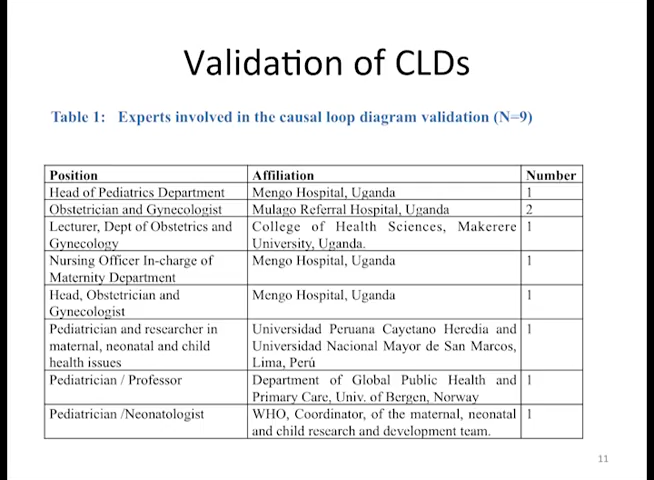 Validation of CLDs
Table 1: Experts involved in the causal loop diagram validation (N=9)
Position Affiliation Number
Head of Pediatrics Department Mengo Hospital, Uganda 1
Obstetrician and Gynecologist Mulago Referral Hospital, Uganda 2
Lecturer, Dept of Obstetrics and College of Health Sciences, Makerere 1
Gynecology University, Uganda.
Nursing Officer In-charge of Mengo Hospital, Uganda 1
Maternity Department
Head, Obstetrician and Mengo Hospital, Uganda 1
Gynecologist
Pediatrician and researcher in Universidad Peruana Cayetano Heredia and 1
maternal, neonatal and child Universidad Nacional Mayor de San Marcos,
health issues Lima, Perú
Pediatrician / Professor Department of Global Public Health and 1
Primary Care, Univ. of Bergen, Norway
Pediatrician /Neonatologist WHO, Coordinator, of the maternal, neonatal 1
and child research and development team.
11